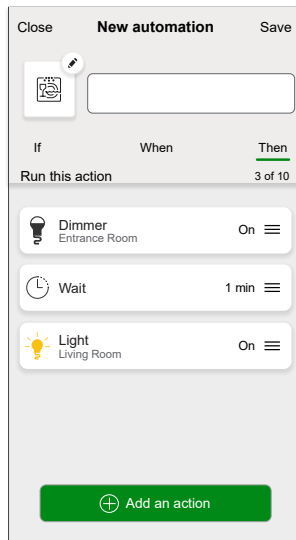 Close New automation Save
If When Then
Run this action 3 of 10
Dimmer On
Entrance Room
Wait 1 min
Light On
Living Room
Add an action